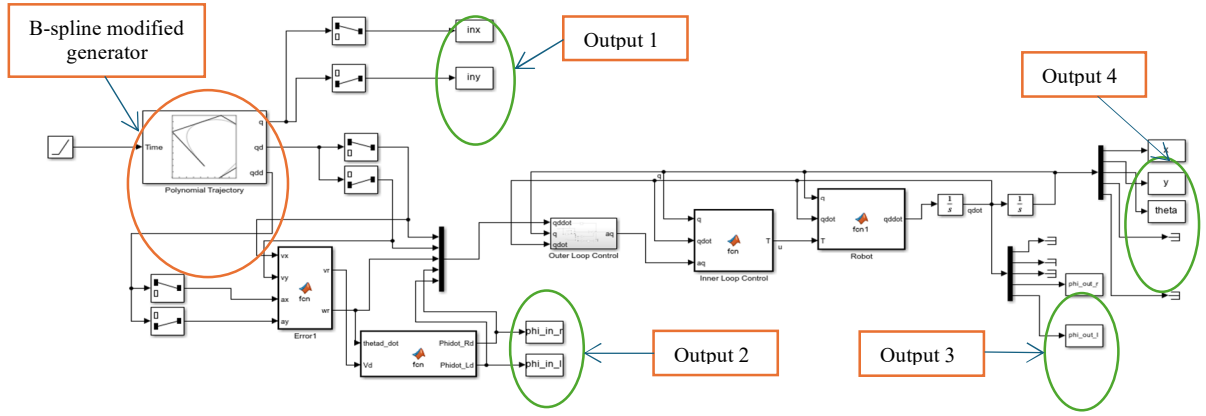 B-spline modified
generator
Output 1
Output 4
inx
iny
Time
q
qd
qdd
Polynomial Trajectory
x
y
theta
vx
vy
ax
ay
fcn
vr
wr
Error1
thetad_dot
Vd
fcn
Phidot_Rd
Phidot_Ld
phi_in_r
phi_in_l
Output 2
qddot
q
qdot
aq
Outer Loop Control
q
q
qdot
aq
fcn
T
u
Inner Loop Control
q
qdot
T
fcn1
qddot
Robot
1
s
qdot
1
s
phi_out_r
phi_out_l
Output 3